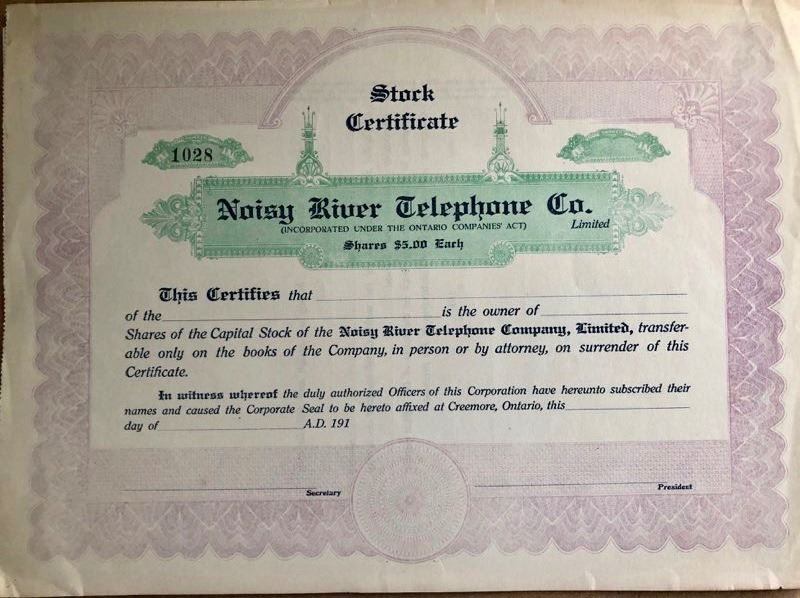 Stock
Certificate
1028
Noisy River Telephone Co.
Limited
(INCORPORATED UNDER THE ONTARIO COMPANIES' ACT)
Shares $5.00 Each
This Certifies that
of the is the owner of
Shares of the Capital Stock of the Noisy River Telephone Company, Limited, transfer-
able only on the books of the Company, in person or by attorney, on surrender of this
Certificate.
In witness whereof the duly authorized Officers of this Corporation have hereunto subscribed their
names and caused the Corporate Seal to be hereto affixed at Creemore, Ontario, this
day of A.D. 191
Secretary
President